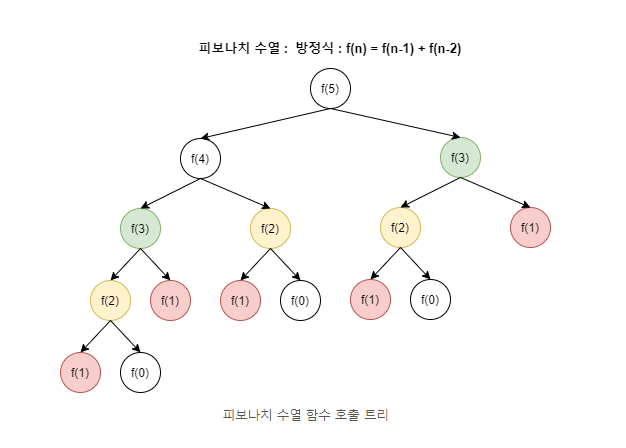 피보나치 수열 :  방정식 : f(n) = f(n-1) + f(n-2)
f(5)
f(4)
f(3)
f(3)
f(2)
f(2)
f(1)
f(2)
f(1)
f(1)
f(0)
f(1)
f(0)
f(1)
f(0)
피보나치 수열 함수 호출 트리